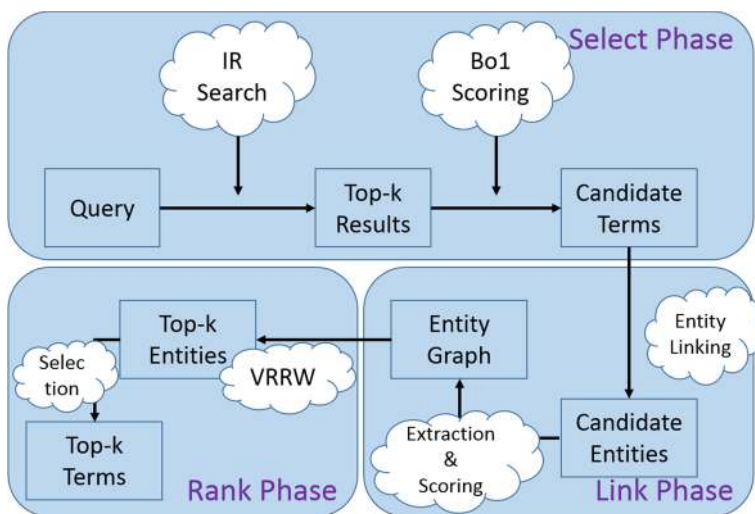 Select Phase
IR
Search
Bo1
Scoring
Query
Top-k
Results
Candidate
Terms
Entity
Linking
Top-k
Entities
Entity
Graph
Selec
tion
VRRW
Top-k
Terms
Extraction
&
Scoring
Candidate
Entities
Rank Phase
Link Phase